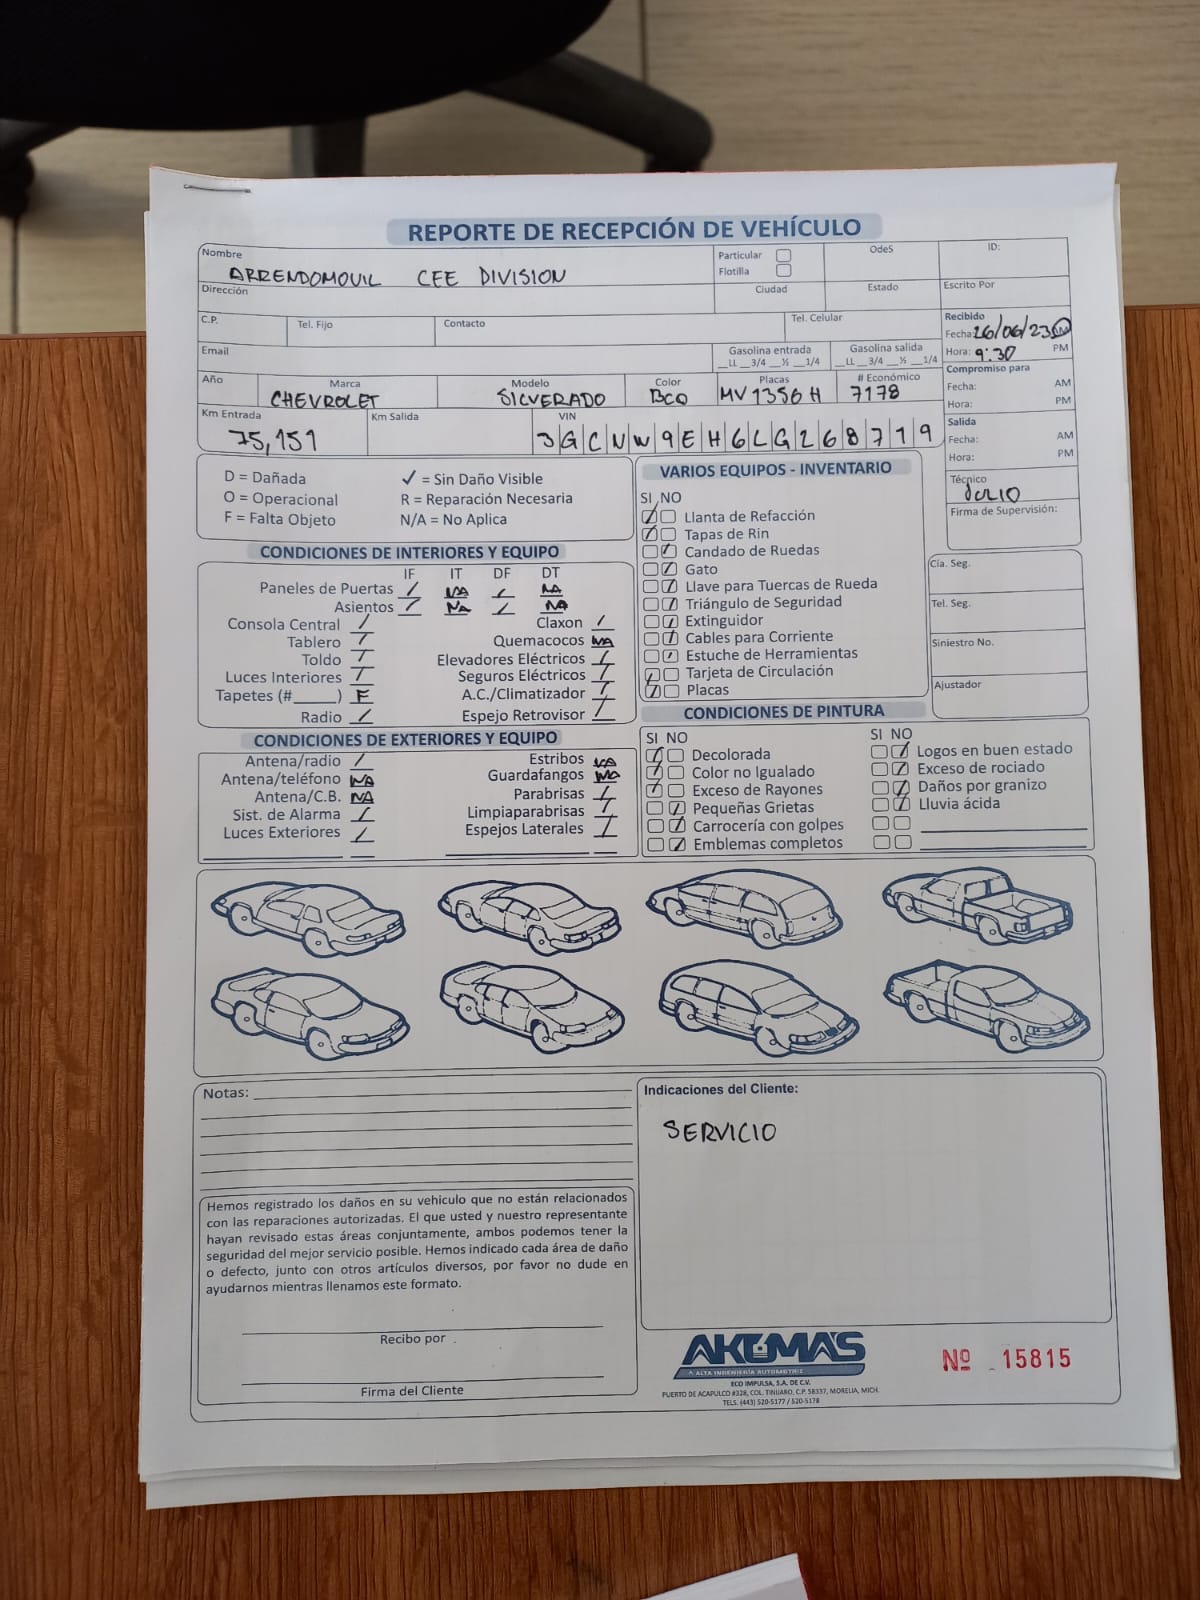 REPORTE DE RECEPCIÓN DE VEHÍCULO
Nombre
ARRENDOMOVIL CEE DIVISION
Particular
Flotilla
OdeS
ID:
Dirección
Ciudad
Estado
Escrito Por
C.P.
Tel. Fijo
Contacto
Tel. Celular
Recibido
Fecha: 26/06/23 AM
Hora: 9:30 PM
Email
Gasolina entrada
__LL __3/4 __½ __1/4
Gasolina salida
__LL __3/4 __½ __1/4
Compromiso para
Fecha: AM
Hora: PM
Año
Marca
CHEVROLET
Modelo
SILVERADO
Color
BCO
Placas
MV1356H
# Económico
7178
Km Entrada
75,151
Km Salida
VIN
3GCNW9EH6LG268719
Salida
Fecha: AM
Hora: PM
Técnico
JULIO
Firma de Supervisión:
D = Dañada
O = Operacional
F = Falta Objeto
✓ = Sin Daño Visible
R = Reparación Necesaria
N/A = No Aplica
CONDICIONES DE INTERIORES Y EQUIPO
IF IT DF DT
Paneles de Puertas / NA / NA
Asientos / NA / NA
Consola Central /
Tablero /
Toldo /
Luces Interiores /
Tapetes (#_____) F
Radio /
Claxon /
Quemacocos NA
Elevadores Eléctricos /
Seguros Eléctricos /
A.C./Climatizador /
Espejo Retrovisor /
CONDICIONES DE EXTERIORES Y EQUIPO
Antena/radio /
Antena/teléfono NA
Antena/C.B. NA
Sist. de Alarma /
Luces Exteriores /
Estribos NA
Guardafangos NA
Parabrisas /
Limpiaparabrisas /
Espejos Laterales /
VARIOS EQUIPOS - INVENTARIO
SI NO
Llanta de Refacción
Tapas de Rin
Candado de Ruedas
Gato
Llave para Tuercas de Rueda
Triángulo de Seguridad
Extinguidor
Cables para Corriente
Estuche de Herramientas
Tarjeta de Circulación
Placas
Cía. Seg.
Tel. Seg.
Siniestro No.
Ajustador
CONDICIONES DE PINTURA
SI NO
Decolorada
Color no Igualado
Exceso de Rayones
Pequeñas Grietas
Carrocería con golpes
Emblemas completos
SI NO
Logos en buen estado
Exceso de rociado
Daños por granizo
Lluvia ácida
Notas:
Indicaciones del Cliente:
SERVICIO
Hemos registrado los daños en su vehiculo que no están relacionados
con las reparaciones autorizadas. El que usted y nuestro representante
hayan revisado estas áreas conjuntamente, ambos podemos tener la
seguridad del mejor servicio posible. Hemos indicado cada área de daño
o defecto, junto con otros artículos diversos, por favor no dude en
ayudarnos mientras llenamos este formato.
Recibo por
Firma del Cliente
AKUMA'S
ALTA INGENIERÍA AUTOMOTRIZ
ECO IMPULSA, S.A. DE C.V.
PUERTO DE ACAPULCO #328, COL. TINIJARO, C.P. 58337, MORELIA, MICH.
TELS. (443) 520-5177 / 520-5178
Nº 15815